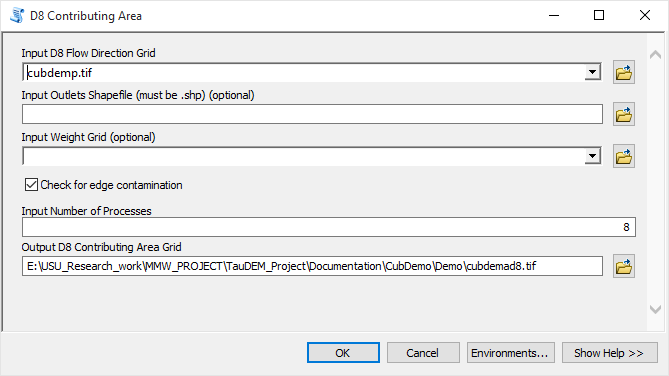 D8 Contributing Area
Input D8 Flow Direction Grid
cubdemp.tif
Input Outlets Shapefile (must be .shp) (optional)
Input Weight Grid (optional)
Check for edge contamination
Input Number of Processes
8
Output D8 Contributing Area Grid
E:\USU_Research_work\MMW_PROJECT\TauDEM_Project\Documentation\CubDemo\Demo\cubdemad8.tif
OK Cancel Environments... Show Help >>